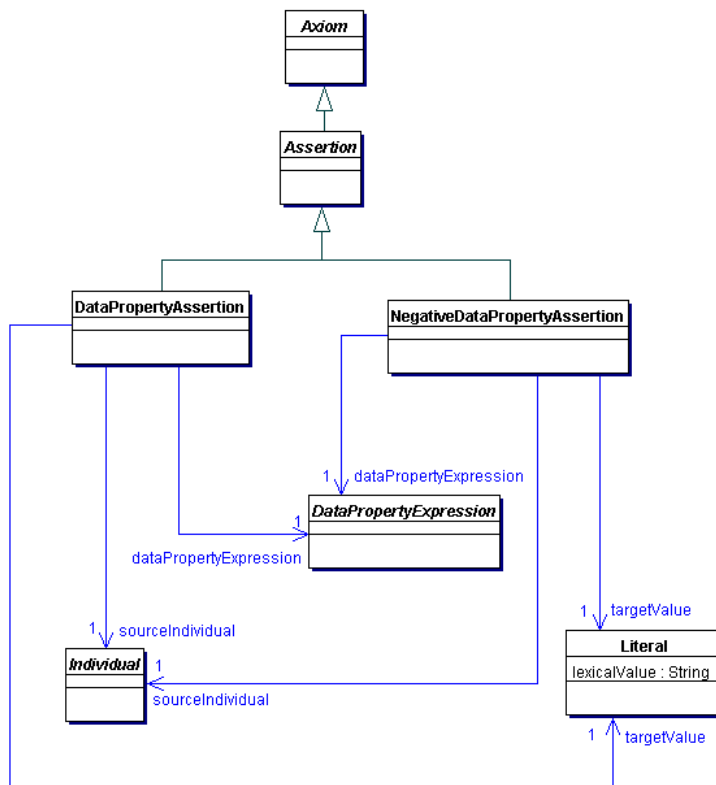 Axiom
Assertion
DataPropertyAssertion
NegativeDataPropertyAssertion
1
dataPropertyExpression
DataPropertyExpression
1
dataPropertyExpression
1
targetValue
1
sourceIndividual
Individual
1
sourceIndividual
Literal
lexicalValue : String
1
targetValue